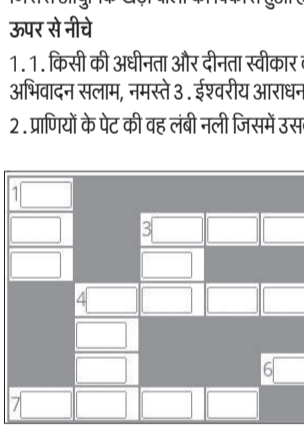 ऊपर से नीचे
1. 1. किसी की अधीनता और दीनता स्वीकार
अभिवादन सलाम, नमस्ते 3. ईश्वरीय आराधन
2. प्राणियों के पेट की वह लंबी नली जिसमें उस
1
3
4
6
7